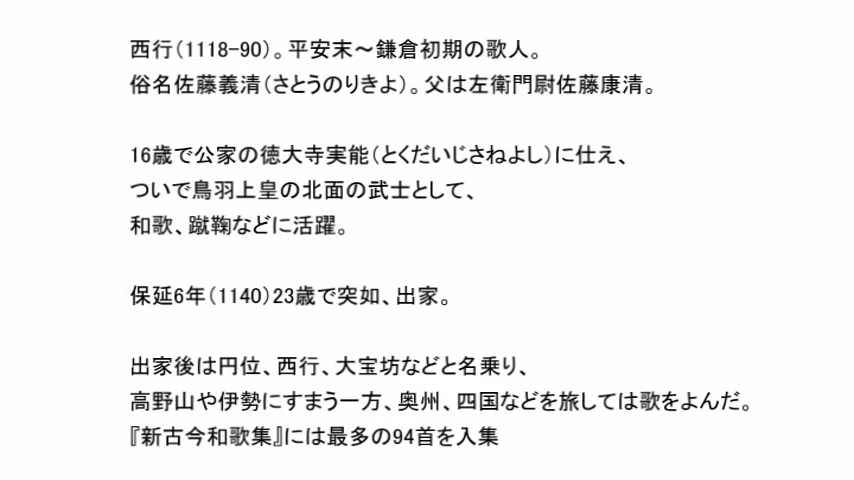 西行（1118-90）。平安末～鎌倉初期の歌人。
俗名佐藤義清（さとうのりきよ）。父は左衛門尉佐藤康清。
16歳で公家の徳大寺実能（とくだいじさねよし）に仕え、
ついで鳥羽上皇の北面の武士として、
和歌、蹴鞠などに活躍。
保延6年（1140）23歳で突如、出家。
出家後は円位、西行、大宝坊などと名乗り、
高野山や伊勢にすまう一方、奥州、四国などを旅しては歌をよんだ。
『新古今和歌集』には最多の94首を入集